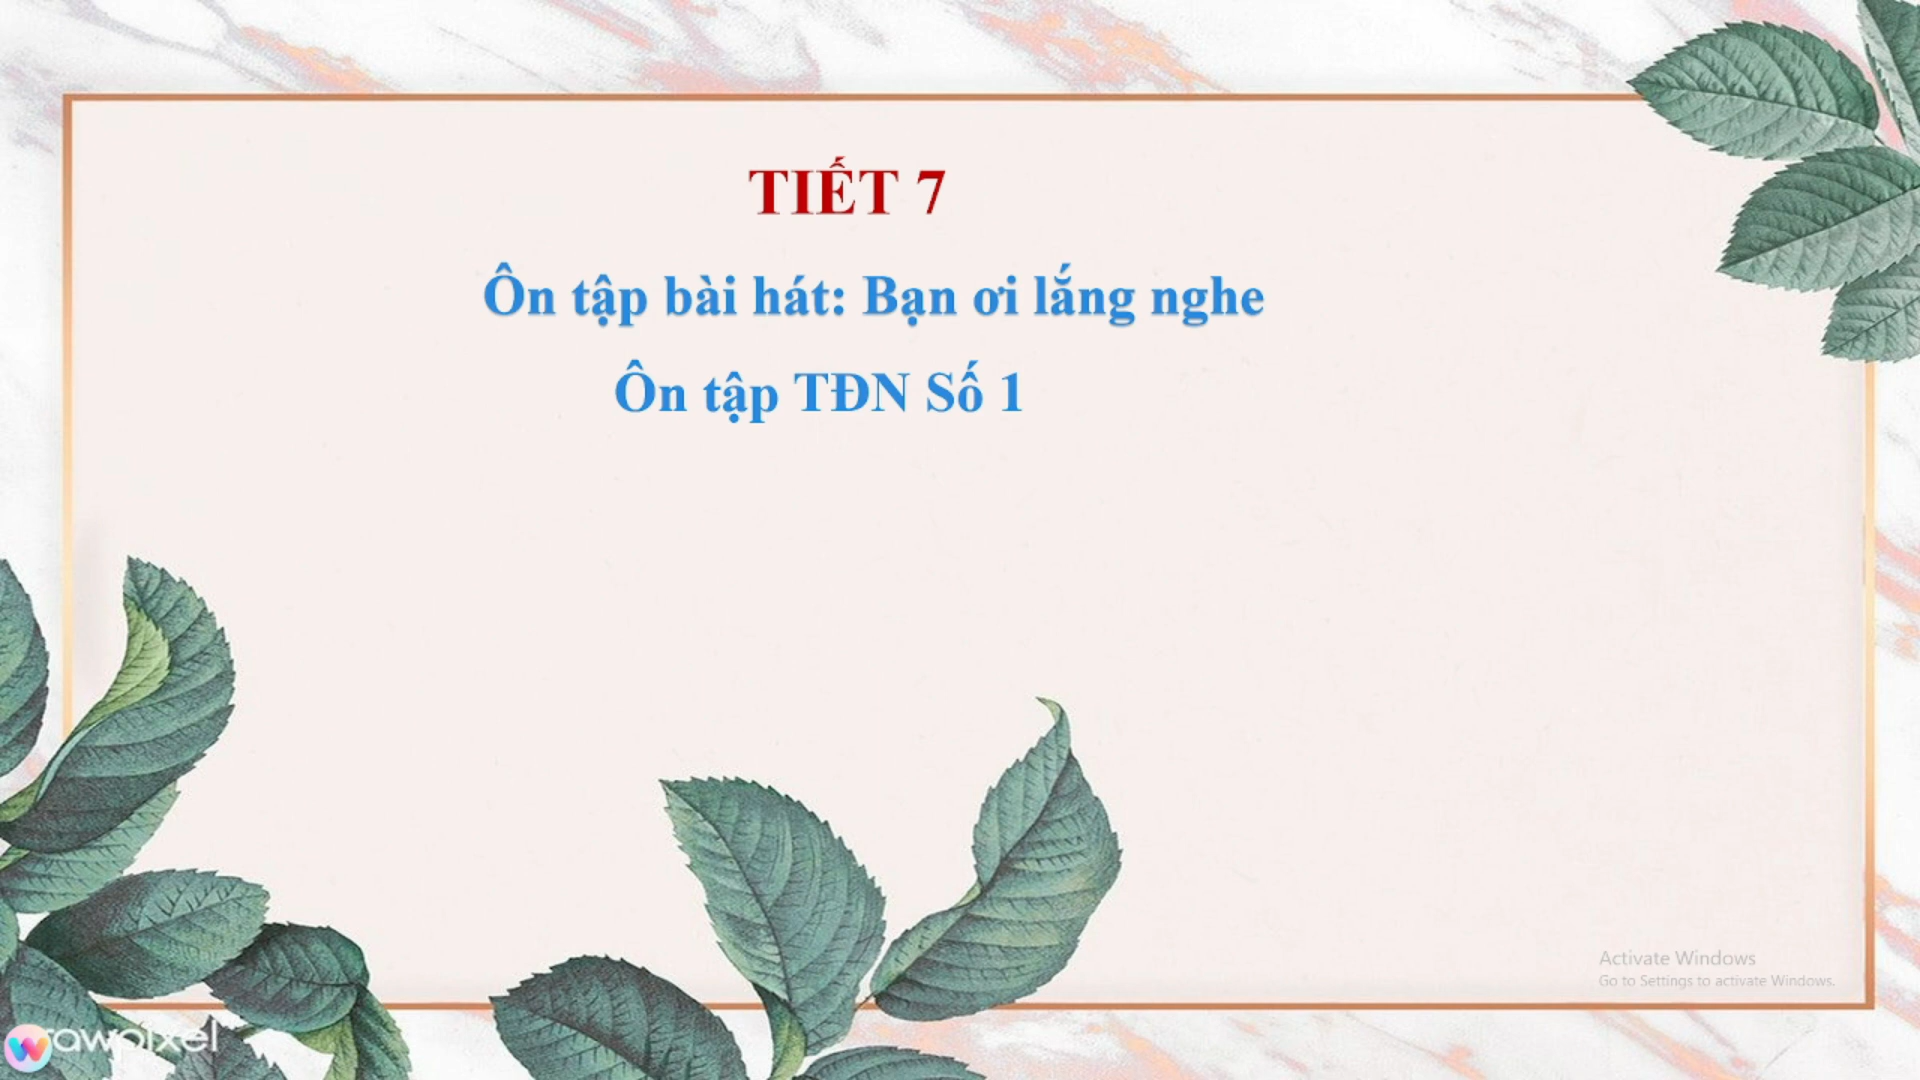 TIẾT 7
Ôn tập bài hát: Bạn ơi lắng nghe
Ôn tập TĐN Số 1
Activate Windows
Go to Settings to activate Windows.
rawpixel